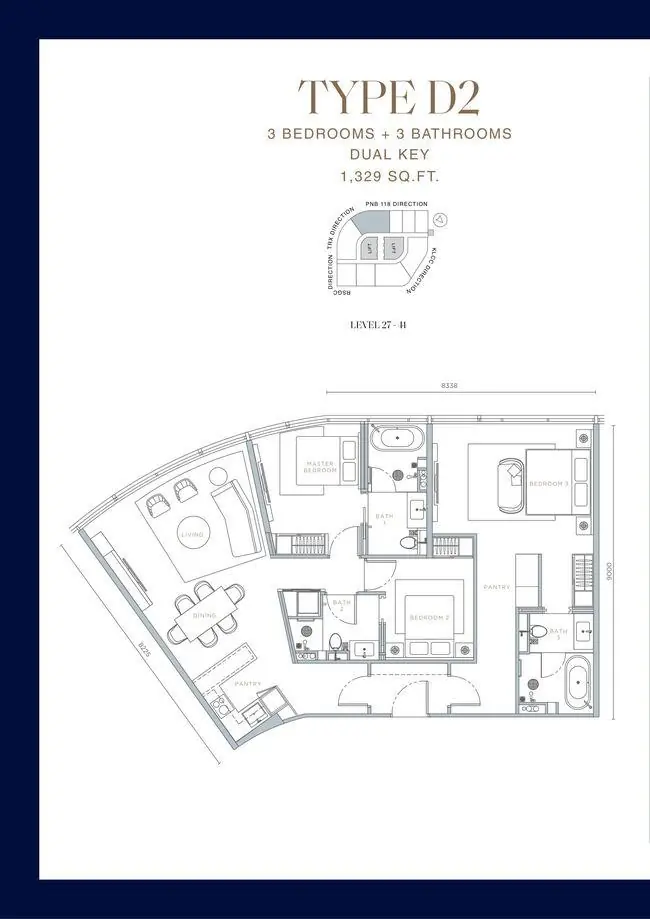 TYPE D2
3 BEDROOMS + 3 BATHROOMS
DUAL KEY
1,329 SQ.FT.
PNB 118 DIRECTION
TRX DIRECTION
LIFT
LIFT
KLCC DIRECTION
RSGC DIRECTION
LEVEL 27 - 41
8338
MASTER BEDROOM
BATH 1
BEDROOM 3
LIVING
9000
DINING
BATH 2
BEDROOM 2
PANTRY
BATH 3
8225
PANTRY